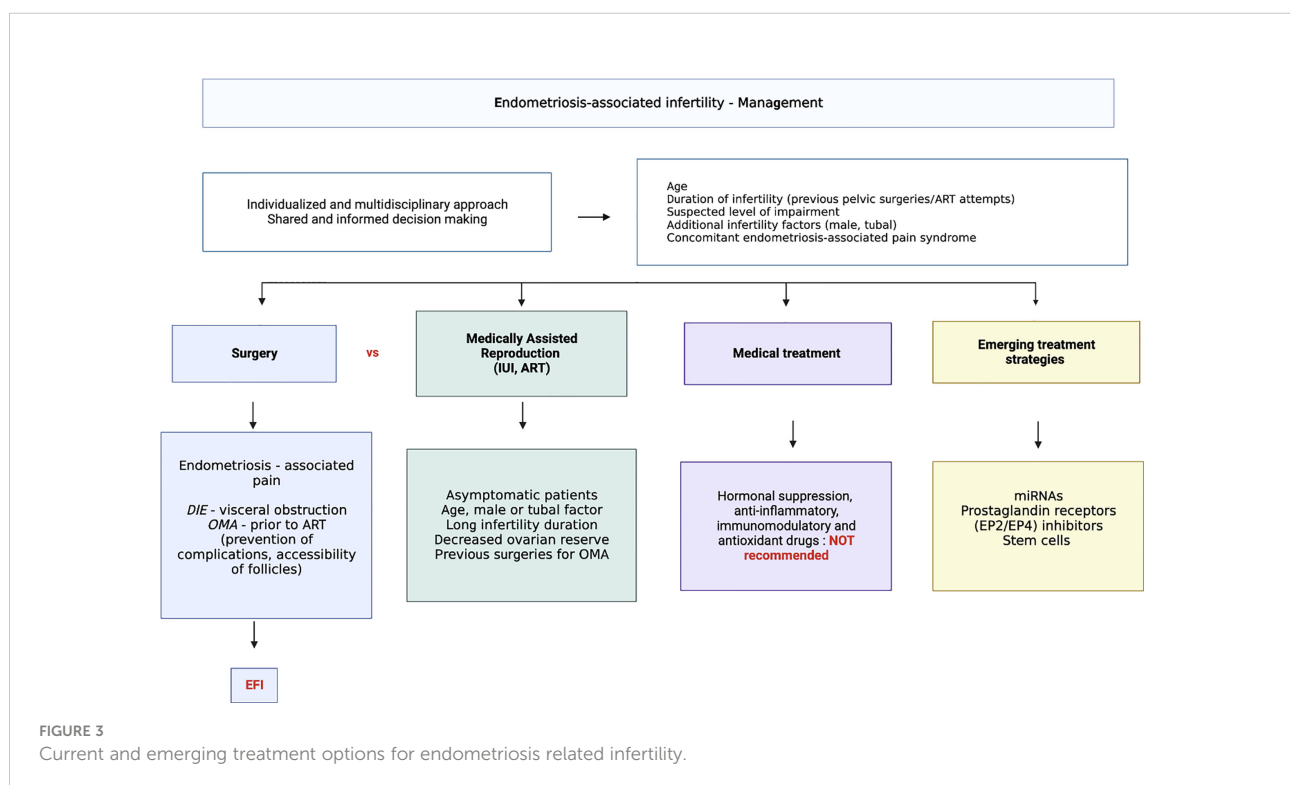 Endometriosis-associated infertility - Management
Individualized and multidisciplinary approach
Shared and informed decision making
Age
Duration of infertility (previous pelvic surgeries/ART attempts)
Suspected level of impairment
Additional infertility factors (male, tubal)
Concomitant endometriosis-associated pain syndrome
Surgery
vs
Medically Assisted
Reproduction
(IUI, ART)
Medical treatment
Emerging treatment
strategies
Endometriosis - associated
pain
DIE - visceral obstruction
OMA - prior to ART
(prevention of
complications, accessibility
of follicles)
Asymptomatic patients
Age, male or tubal factor
Long infertility duration
Decreased ovarian reserve
Previous surgeries for OMA
Hormonal suppression,
anti-inflammatory,
immunomodulatory and
antioxidant drugs : NOT
recommended
miRNAs
Prostaglandin receptors
(EP2/EP4) inhibitors
Stem cells
EFI
FIGURE 3
Current and emerging treatment options for endometriosis related infertility.